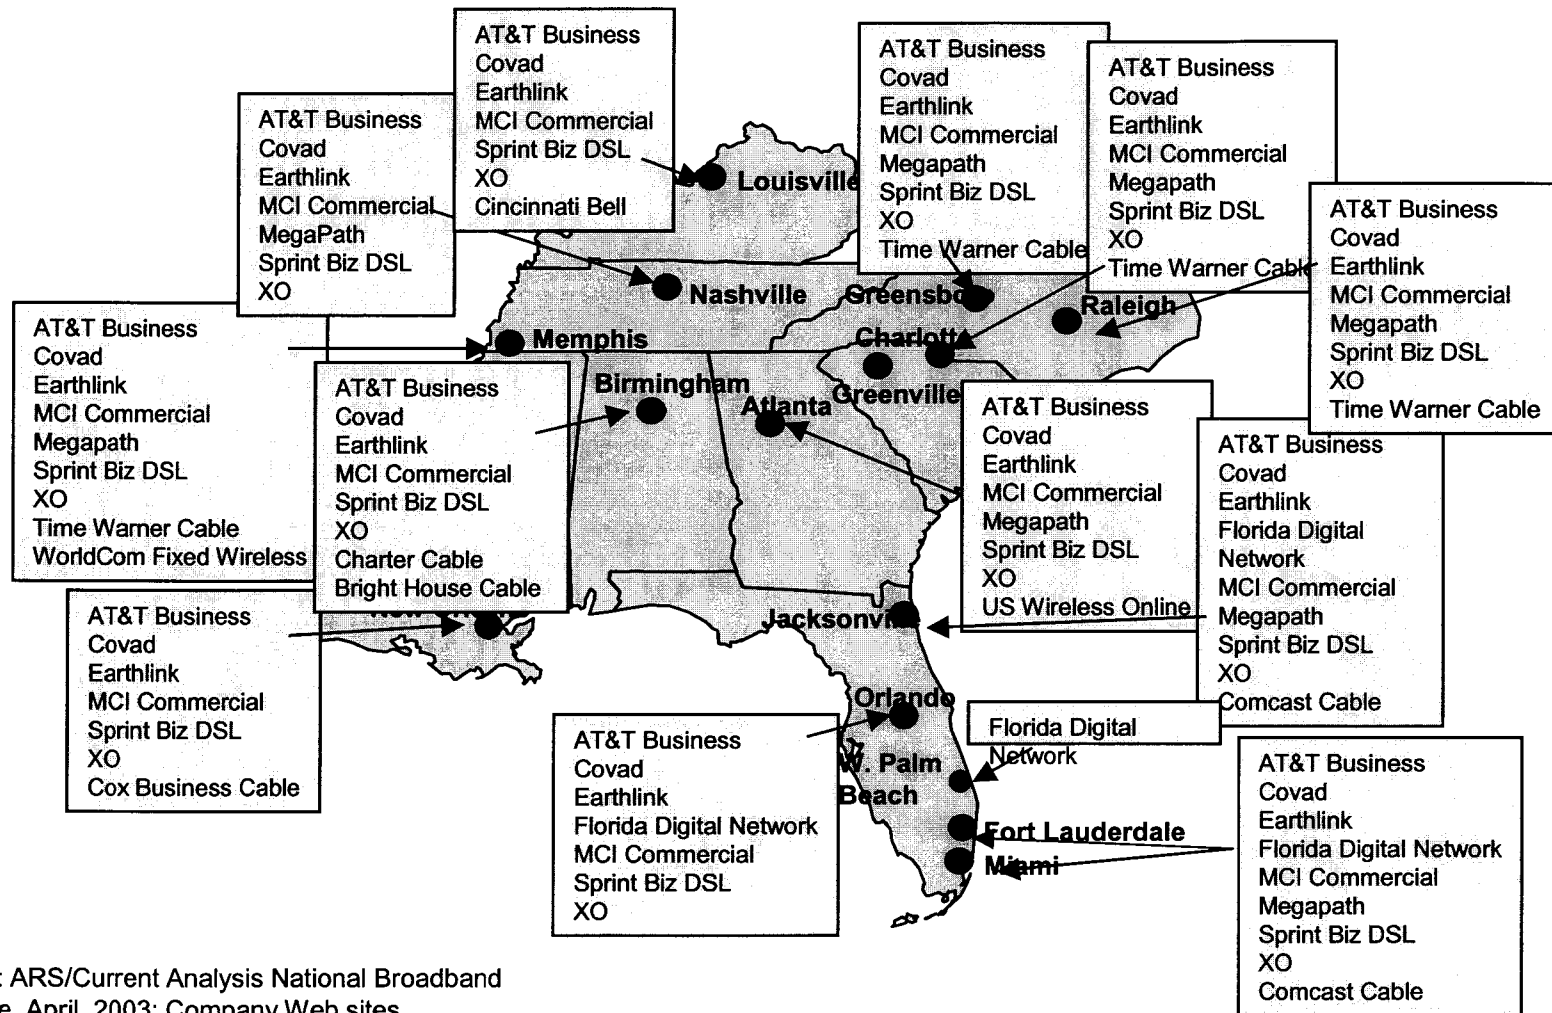 AT&T Business
Covad
Earthlink
MCI Commercial
Sprint Biz DSL
XO
Cincinnati Bell
AT&T Business
Covad
Earthlink
MCI Commercial
MegaPath
Sprint Biz DSL
XO
AT&T Business
Covad
Earthlink
MCI Commercial
Megapath
Sprint Biz DSL
XO
Time Warner Cable
AT&T Business
Covad
Earthlink
MCI Commercial
Megapath
Sprint Biz DSL
XO
Time Warner Cable
AT&T Business
Covad
Earthlink
MCI Commercial
Megapath
Sprint Biz DSL
XO
Time Warner Cable
Louisville
Nashville
Greensboro
Raleigh
Memphis
Charlotte
Birmingham
Atlanta
Greenville
AT&T Business
Covad
Earthlink
MCI Commercial
Megapath
Sprint Biz DSL
XO
Time Warner Cable
WorldCom Fixed Wireless
AT&T Business
Covad
Earthlink
MCI Commercial
Sprint Biz DSL
XO
Charter Cable
Bright House Cable
AT&T Business
Covad
Earthlink
MCI Commercial
Megapath
Sprint Biz DSL
XO
US Wireless Online
AT&T Business
Covad
Earthlink
Florida Digital
Network
MCI Commercial
Megapath
Sprint Biz DSL
XO
Comcast Cable
AT&T Business
Covad
Earthlink
MCI Commercial
Sprint Biz DSL
XO
Cox Business Cable
Jacksonville
Orlando
W. Palm
Beach
Fort Lauderdale
Miami
Florida Digital
Network
AT&T Business
Covad
Earthlink
Florida Digital Network
MCI Commercial
Sprint Biz DSL
XO
AT&T Business
Covad
Earthlink
Florida Digital Network
MCI Commercial
Megapath
Sprint Biz DSL
XO
Comcast Cable
: ARS/Current Analysis National Broadband
April, 2003; Company Web sites